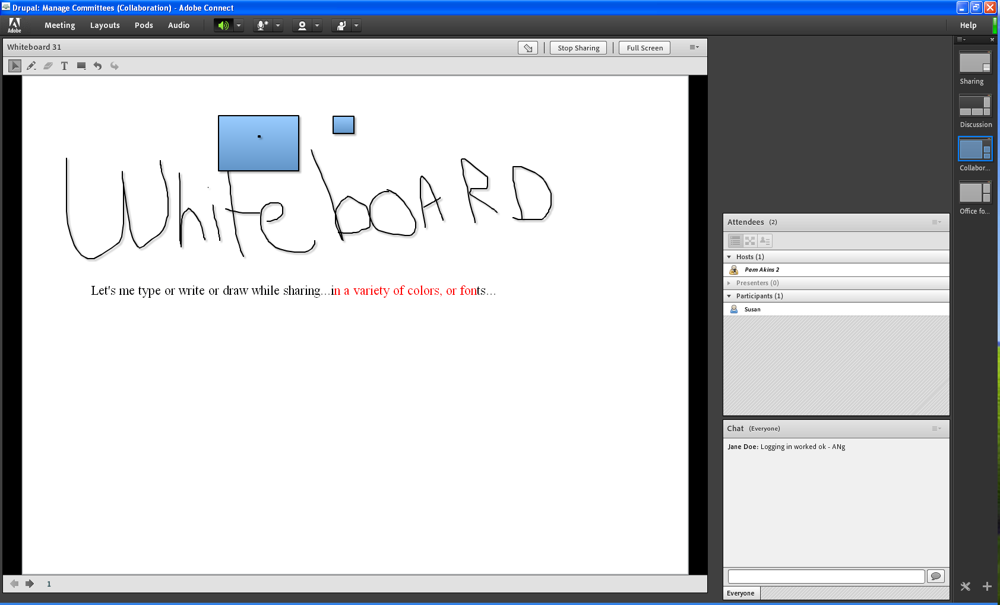 Drupal: Manage Committees (Collaboration) - Adobe Connect
Adobe
Meeting Layouts Pods Audio
Help
Whiteboard 31
Stop Sharing
Full Screen
T
WhiteboARD
Let's me type or write or draw while sharing...in a variety of colors, or fonts...
1
Attendees (2)
Hosts (1)
Pam Akins 2
Presenters (0)
Participants (1)
Susan
Chat (Everyone)
Jane Doe: Logging in worked ok - ANg
Everyone
Sharing
Discussion
Collabor...
Office fo...